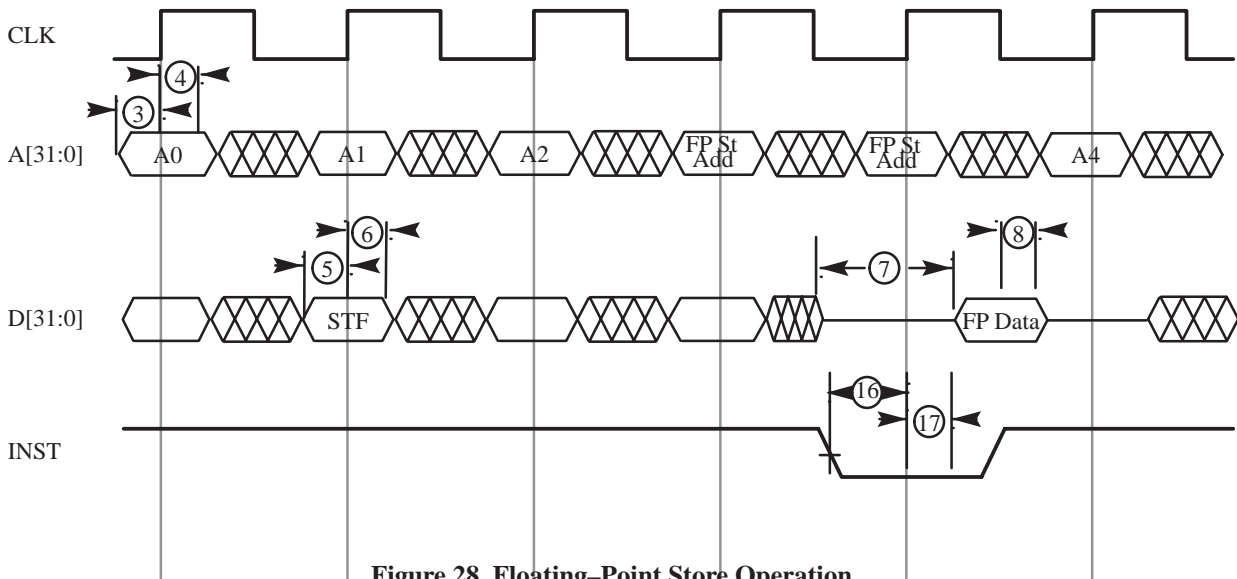 CLK
4
3
A[31:0]
A0
A1
A2
FP St
Add
FP St
Add
A4
6
8
5
7
D[31:0]
STF
FP Data
16
17
INST
Figure 28. Floating–Point Store Operation